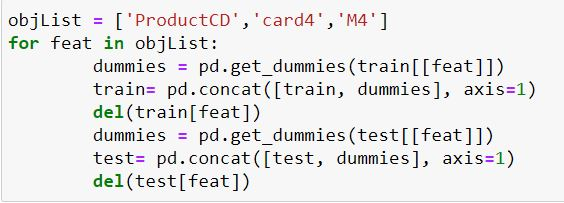 objList = ['ProductCD','card4','M4']
for feat in objList:
        dummies = pd.get_dummies(train[[feat]])
        train= pd.concat([train, dummies], axis=1)
        del(train[feat])
        dummies = pd.get_dummies(test[[feat]])
        test= pd.concat([test, dummies], axis=1)
        del(test[feat])